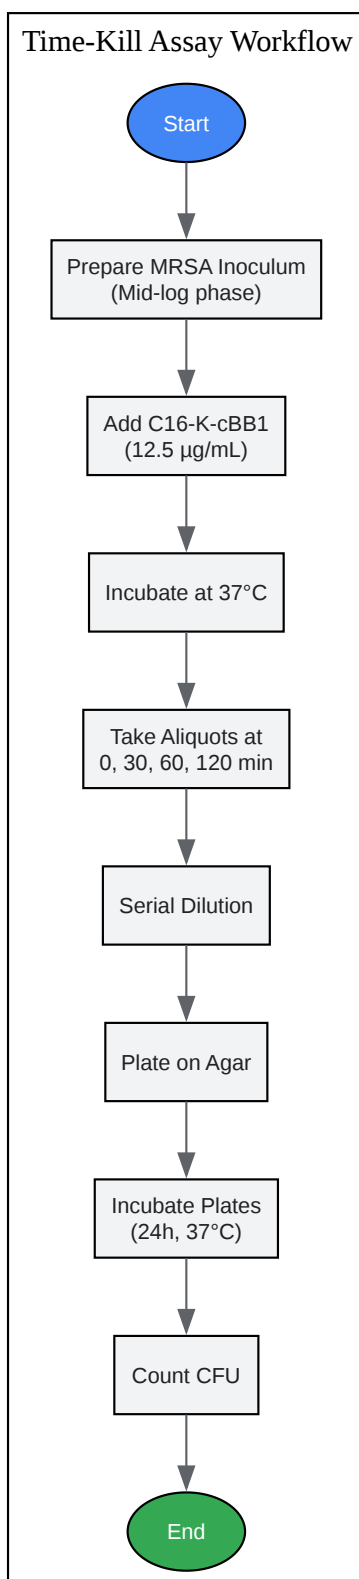 Time-Kill Assay Workflow
Start
Prepare MRSA Inoculum
(Mid-log phase)
Add C16-K-cBB1
(12.5 µg/mL)
Incubate at 37°C
Take Aliquots at
0, 30, 60, 120 min
Serial Dilution
Plate on Agar
Incubate Plates
(24h, 37°C)
Count CFU
End